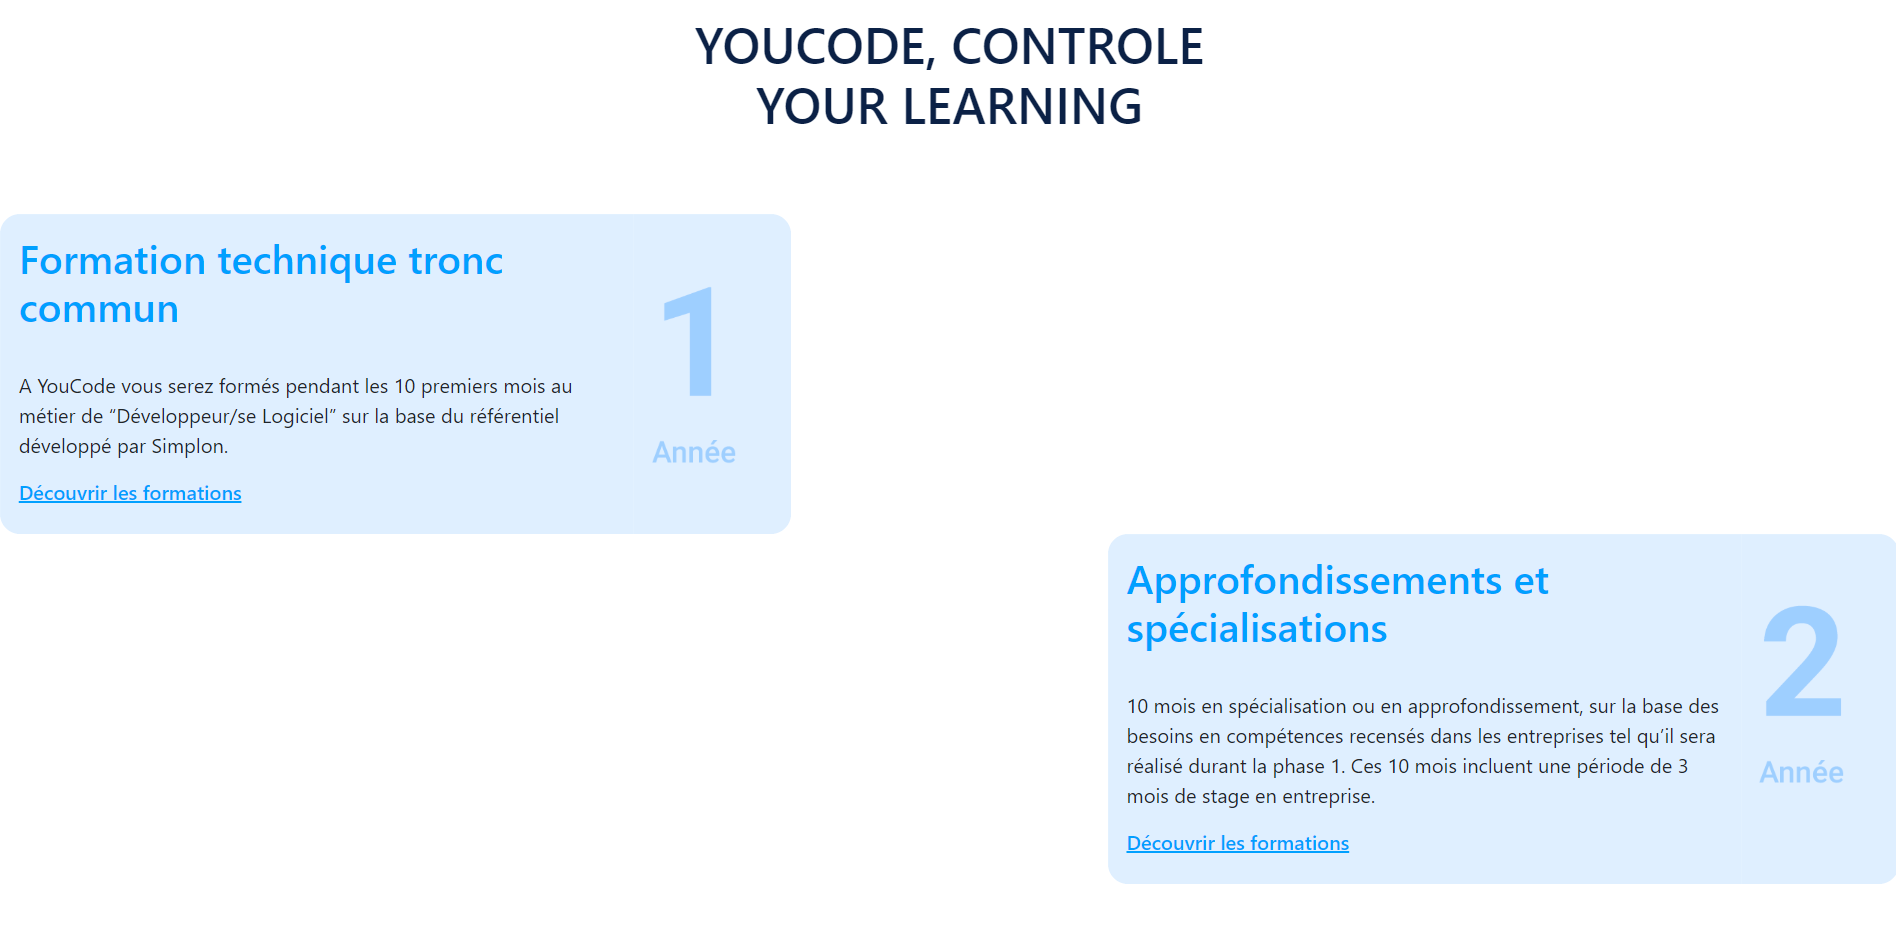 YOUCODE, CONTROLE
YOUR LEARNING
Formation technique tronc
commun
A YouCode vous serez formés pendant les 10 premiers mois au
métier de “Développeur/se Logiciel” sur la base du référentiel
développé par Simplon.
Découvrir les formations
1
Année
Approfondissements et
spécialisations
10 mois en spécialisation ou en approfondissement, sur la base des
besoins en compétences recensés dans les entreprises tel qu’il sera
réalisé durant la phase 1. Ces 10 mois incluent une période de 3
mois de stage en entreprise.
Découvrir les formations
2
Année